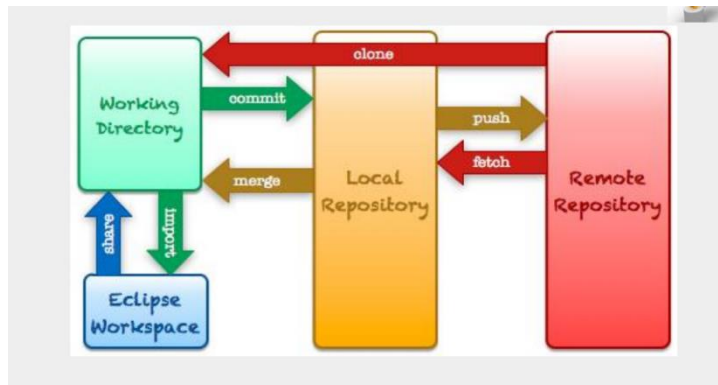 clone
Working
Directory
commit
push
fetch
merge
Local
Repository
Remote
Repository
share
import
Eclipse
Workspace